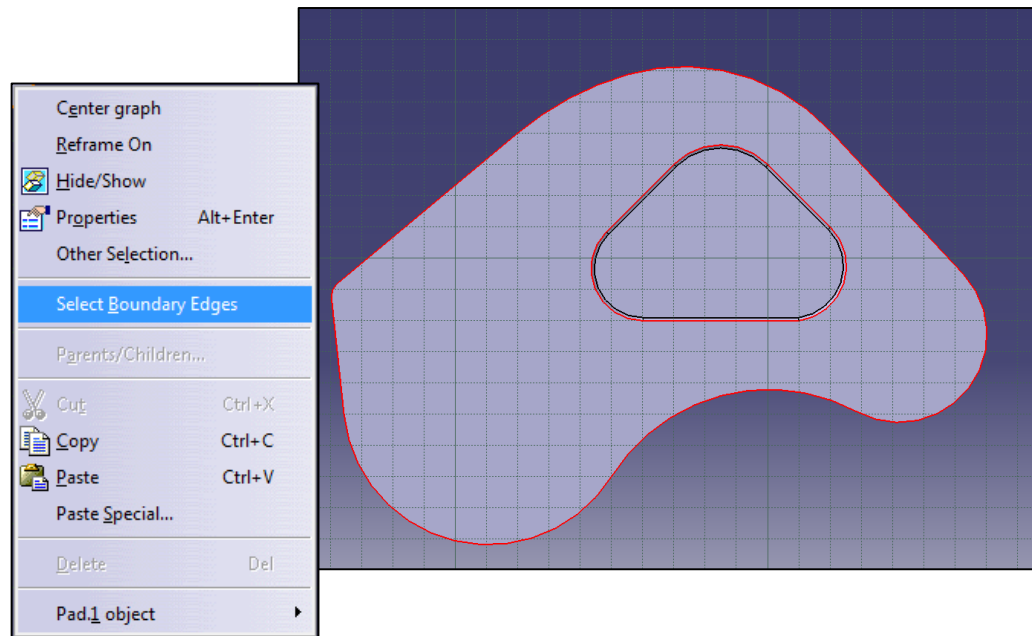 Center graph
Reframe On
Hide/Show
Properties Alt+Enter
Other Selection...
Select Boundary Edges
Parents/Children...
Cut Ctrl+X
Copy Ctrl+C
Paste Ctrl+V
Paste Special...
Delete Del
Pad.1 object